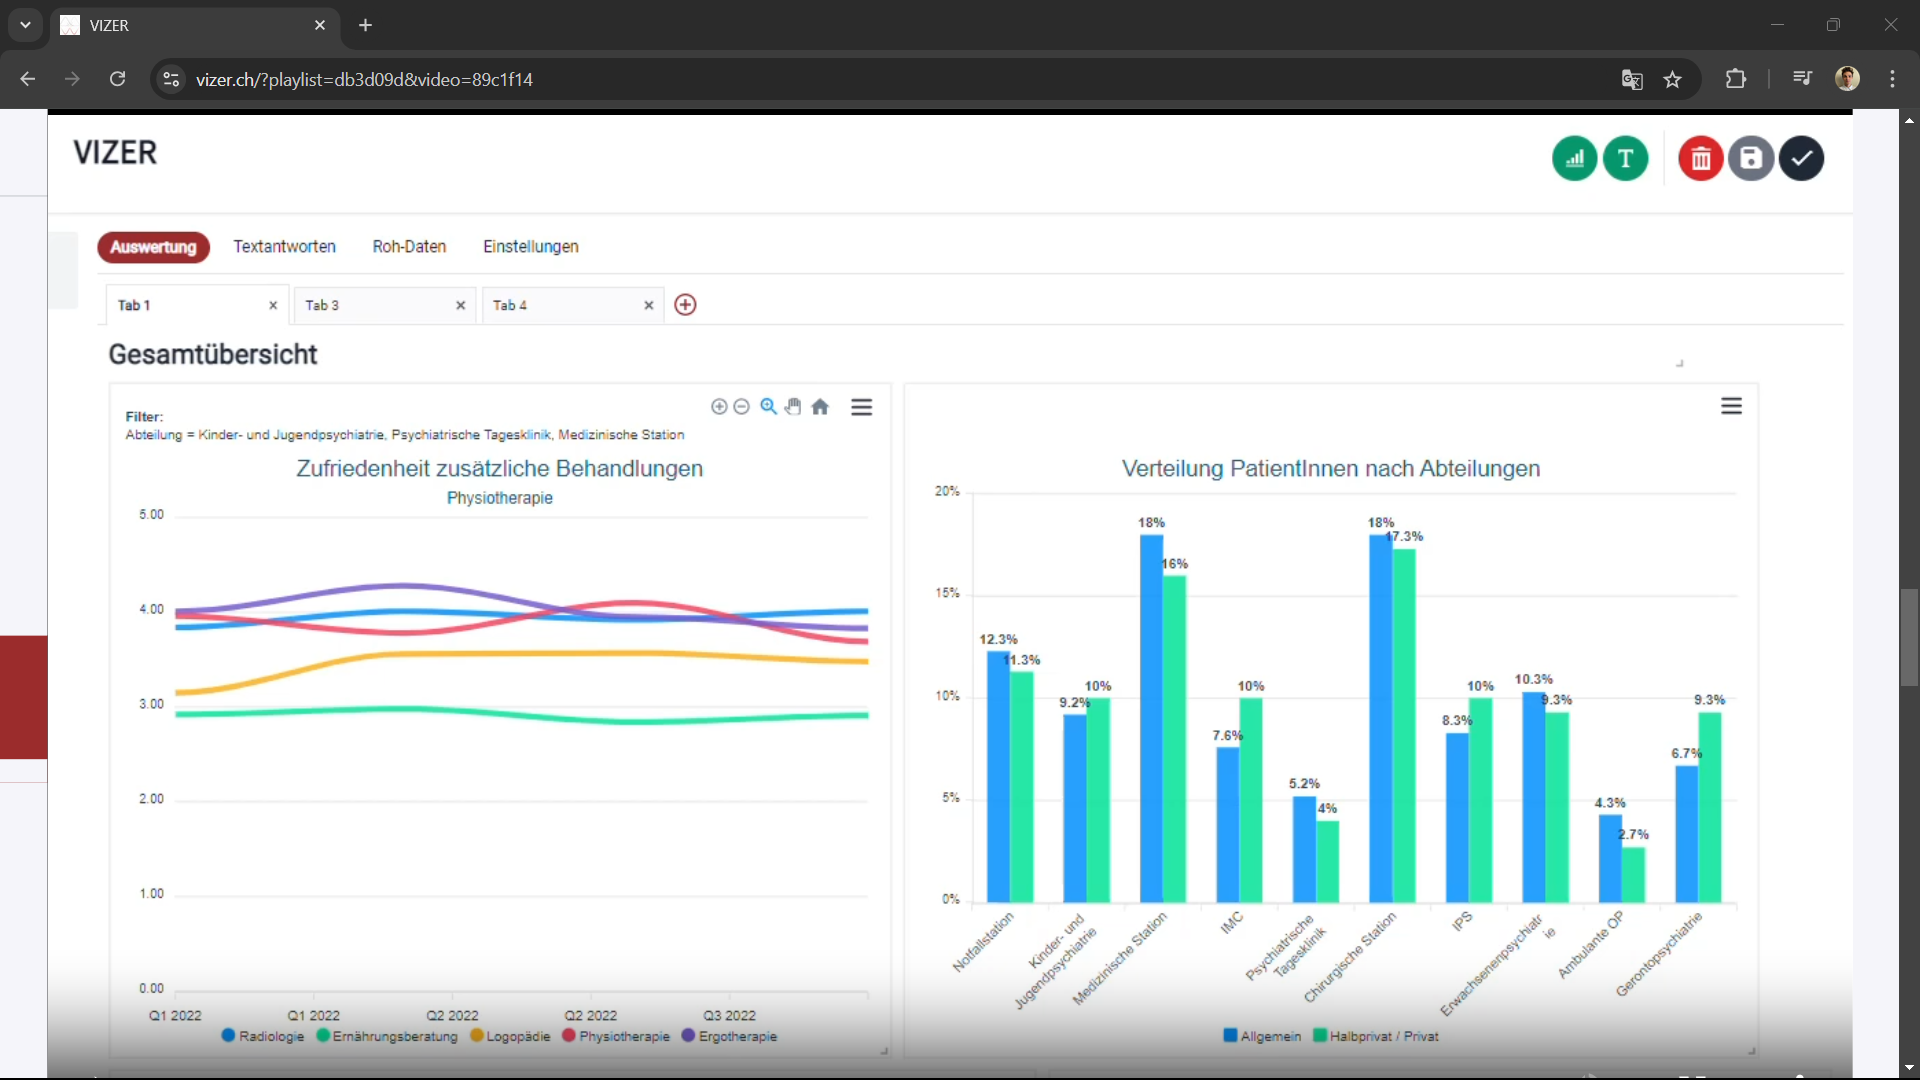 VIZER
vizer.ch/?playlist=db3d09d&video=89c1f14
VIZER
T
Auswertung Textantworten Roh-Daten Einstellungen
Tab 1 Tab 3 Tab 4
Gesamtübersicht
Filter:
Abteilung = Kinder- und Jugendpsychiatrie, Psychiatrische Tagesklinik, Medizinische Station
Zufriedenheit zusätzliche Behandlungen
Physiotherapie
5.00
4.00
3.00
2.00
1.00
0.00
Q1 2022 Q1 2022 Q2 2022 Q2 2022 Q3 2022
Radiologie Ernährungsberatung Logopädie Physiotherapie Ergotherapie
Verteilung PatientInnen nach Abteilungen
20%
15%
10%
5%
0%
12.3% 11.3%
9.2% 10%
18% 16%
7.6% 10%
5.2% 4%
18% 17.3%
8.3% 10%
10.3% 9.3%
4.3% 2.7%
6.7% 9.3%
Notfallstation
Kinder- und
Jugendpsychiatrie
Medizinische Station
IMC
Psychiatrische
Tagesklinik
Chirurgische Station
IPS
Erwachsenenpsychiatr
ie
Ambulante OP
Gerontopsychiatrie
Allgemein Halbprivat / Privat